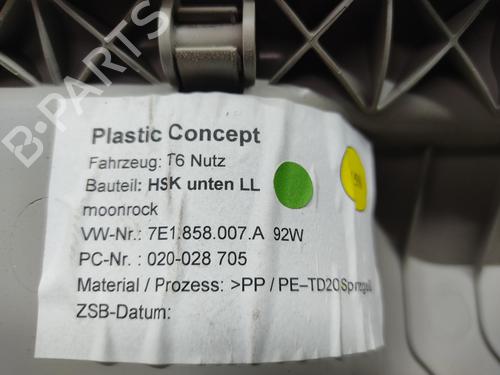 B-PARTS
Plastic Concept
Fahrzeug: T6 Nutz
Bauteil: HSK unten LL
moonrock
VW-Nr.: 7E1.858.007.A 92W
PC-Nr. : 020-028 705
Material / Prozess: >PP / PE-TD20
ZSB-Datum: